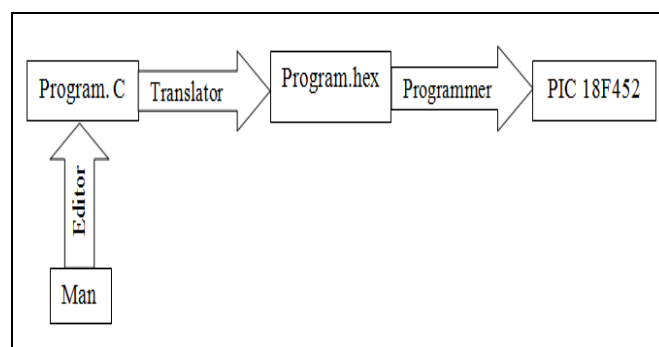 Program. C
Translator
Program.hex
Programmer
PIC 18F452
Editor
Man